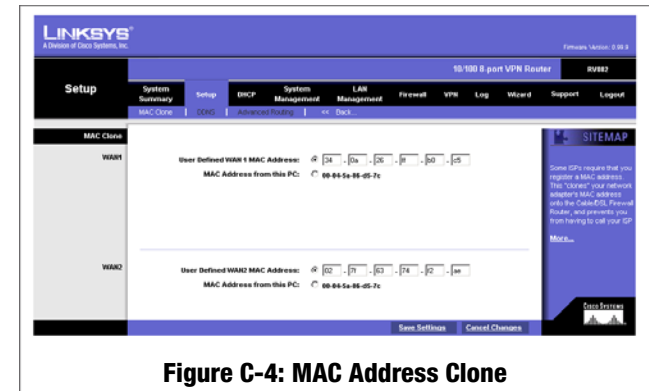 LINKSYS®
A Division of Cisco Systems, Inc.
Firmware Version: 0.99.8
10/100 8-port VPN Router
RV082
Setup
System Summary
Setup
DHCP
System Management
LAN Management
Firewall
VPN
Log
Wizard
Support
Logout
MAC Clone | DDNS | Advanced Routing | << Back...
MAC Clone
SITEMAP
WAN1
User Defined WAN 1 MAC Address: 34 - 0a - 26 - ff - b0 - c5
MAC Address from this PC: 00-04-5a-86-d5-7c
Some ISPs require that you
register a MAC address.
This "clones" your network
adapter's MAC address
onto the Cable/DSL Firewall
Router, and prevents you
from having to call your ISP
More...
WAN2
User Defined WAN2 MAC Address: 02 - 7f - 63 - 74 - f2 - ae
MAC Address from this PC: 00-04-5a-86-d5-7c
CISCO SYSTEMS
Save Settings
Cancel Changes
Figure C-4: MAC Address Clone